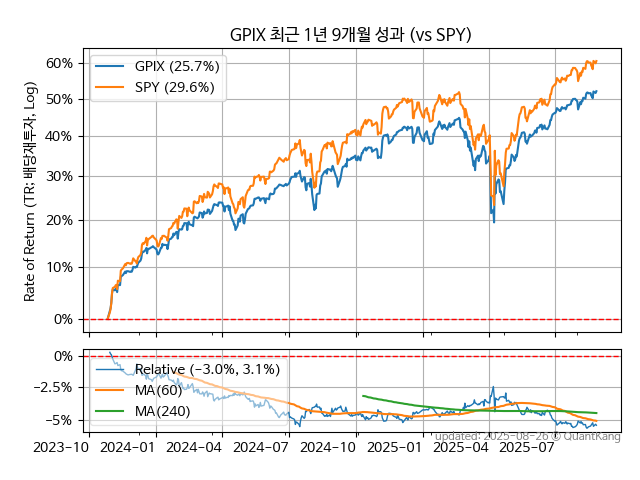 GPIX 최근 1년 9개월 성과 (vs SPY)
GPIX (25.7%)
SPY (29.6%)
60%
50%
40%
30%
20%
10%
0%
Rate of Return (TR: 배당재투자, Log)
0%
−2.5%
−5%
Relative (−3.0%, 3.1%)
MA(60)
MA(240)
updated: 2025-08-26 © QuantKang
2023-10 2024-01 2024-04 2024-07 2024-10 2025-01 2025-04 2025-07